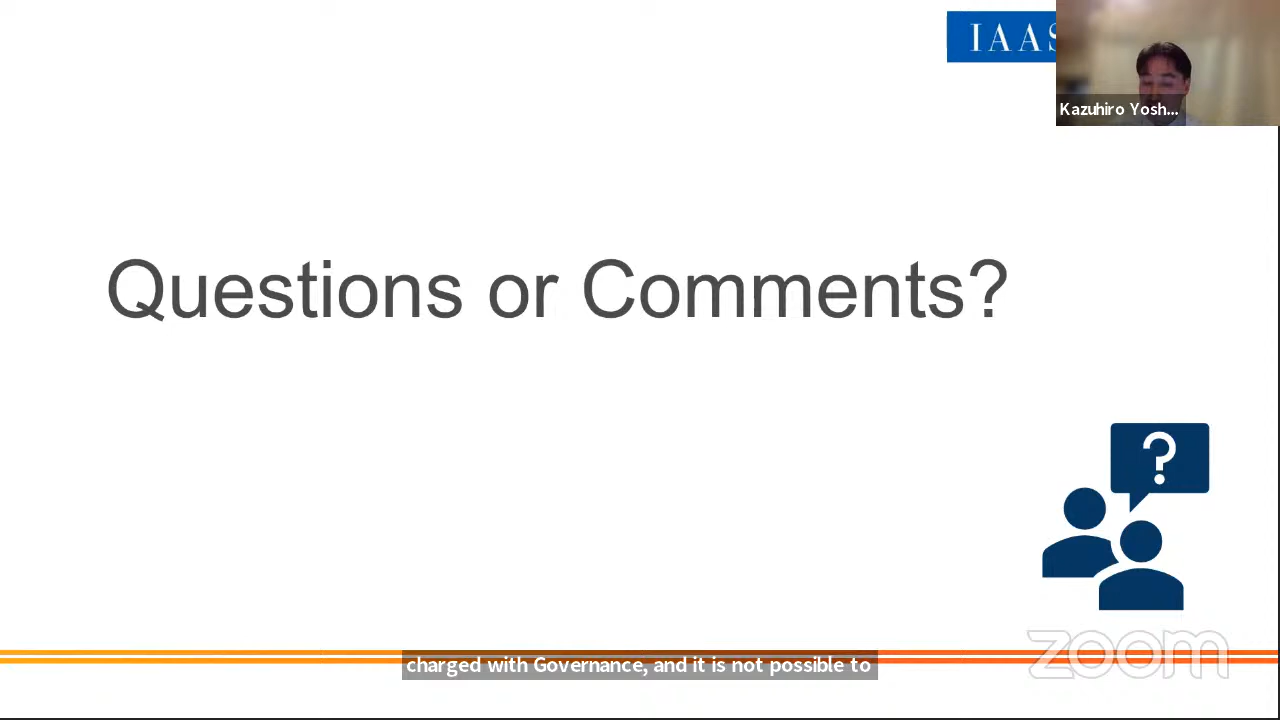 IAAS
Kazuhiro Yosh...
Questions or Comments?
?
zoom
charged with Governance, and it is not possible to